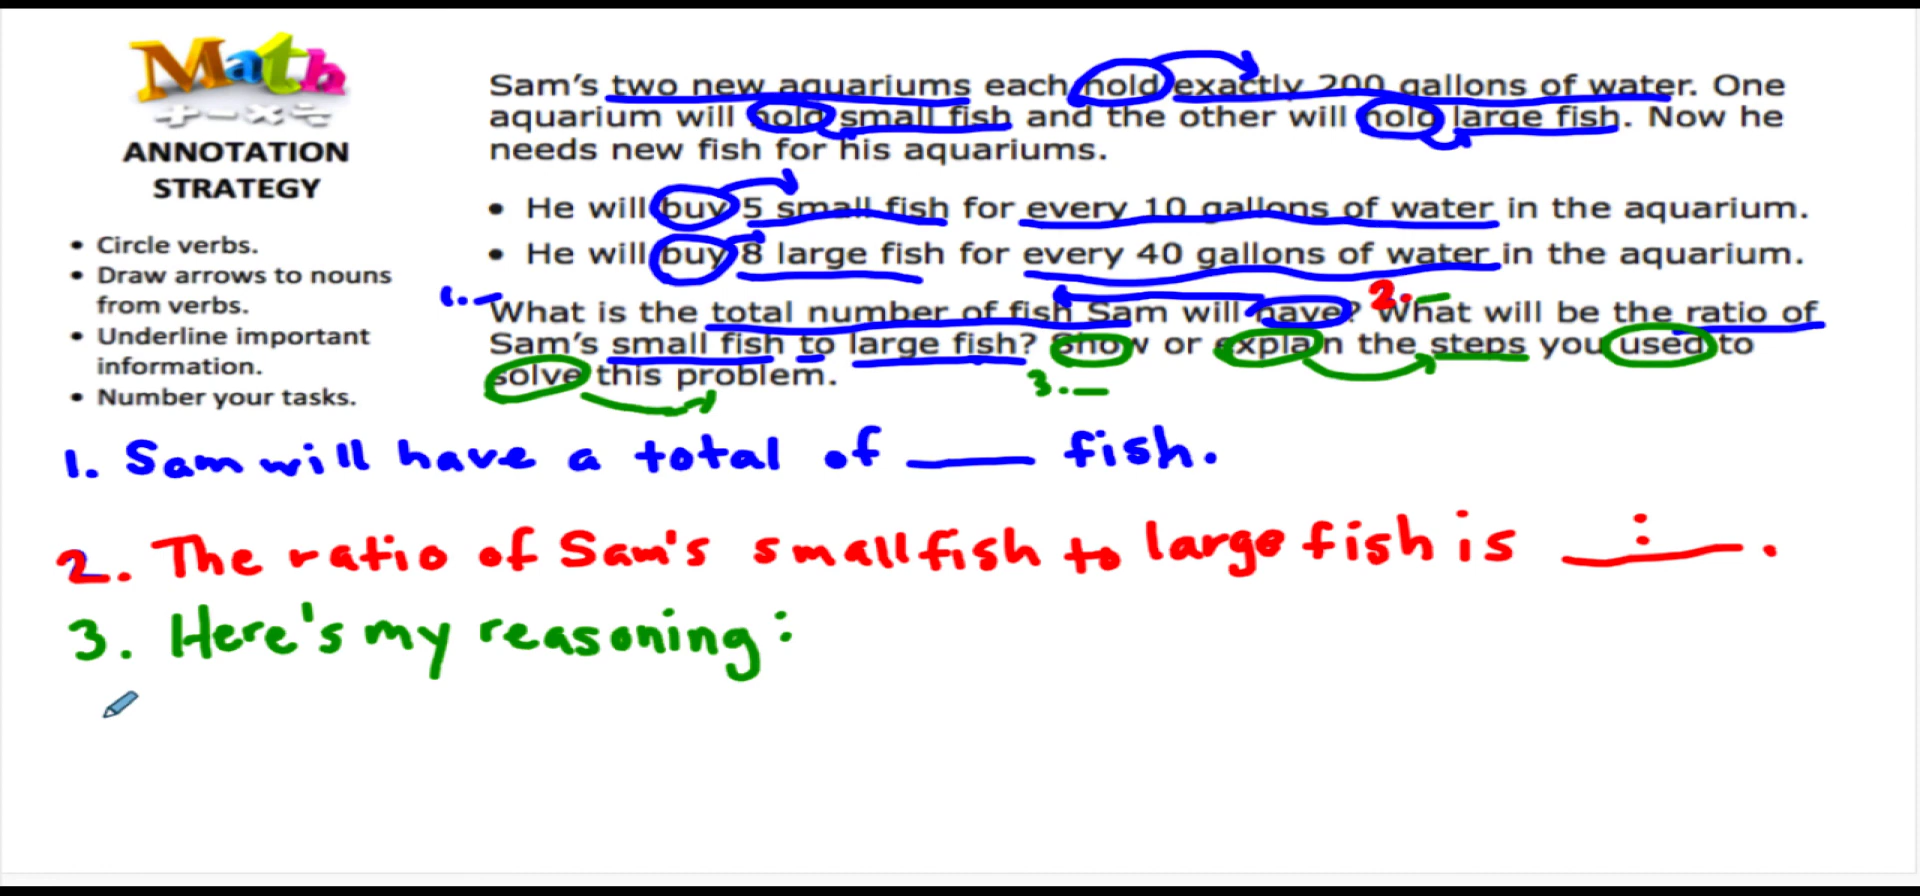 Math
+ − × ÷
ANNOTATION
STRATEGY
• Circle verbs.
• Draw arrows to nouns
from verbs.
• Underline important
information.
• Number your tasks.
Sam's two new aquariums each hold exactly 200 gallons of water. One
aquarium will hold small fish and the other will hold large fish. Now he
needs new fish for his aquariums.
• He will buy 5 small fish for every 10 gallons of water in the aquarium.
• He will buy 8 large fish for every 40 gallons of water in the aquarium.
1. What is the total number of fish Sam will have? 2. What will be the ratio of
Sam's small fish to large fish? Show or explain the steps you used to
solve this problem. 3.
1. Sam will have a total of ____ fish.
2. The ratio of Sam's small fish to large fish is ___:___.
3. Here's my reasoning: